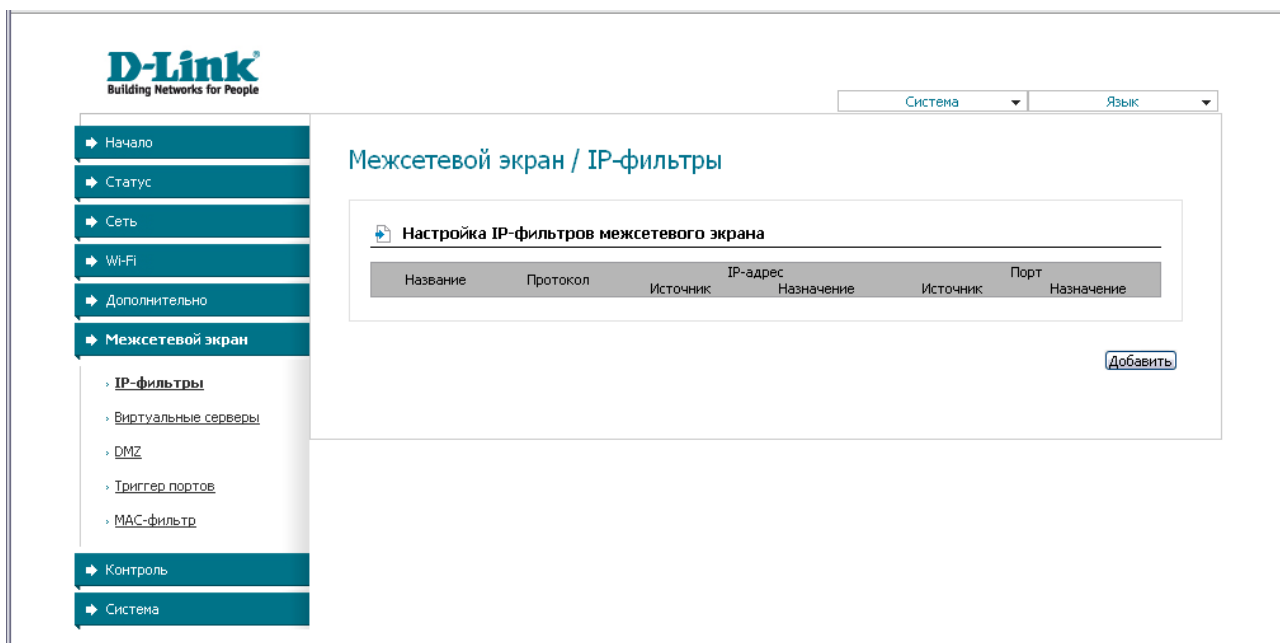 D-Link
Building Networks for People
Система
Язык
Начало
Статус
Сеть
Wi-Fi
Дополнительно
Межсетевой экран
IP-фильтры
Виртуальные серверы
DMZ
Триггер портов
МАС-фильтр
Контроль
Система
Межсетевой экран / IP-фильтры
Настройка IP-фильтров межсетевого экрана
Название
Протокол
IP-адрес
Источник
Назначение
Порт
Источник
Назначение
Добавить